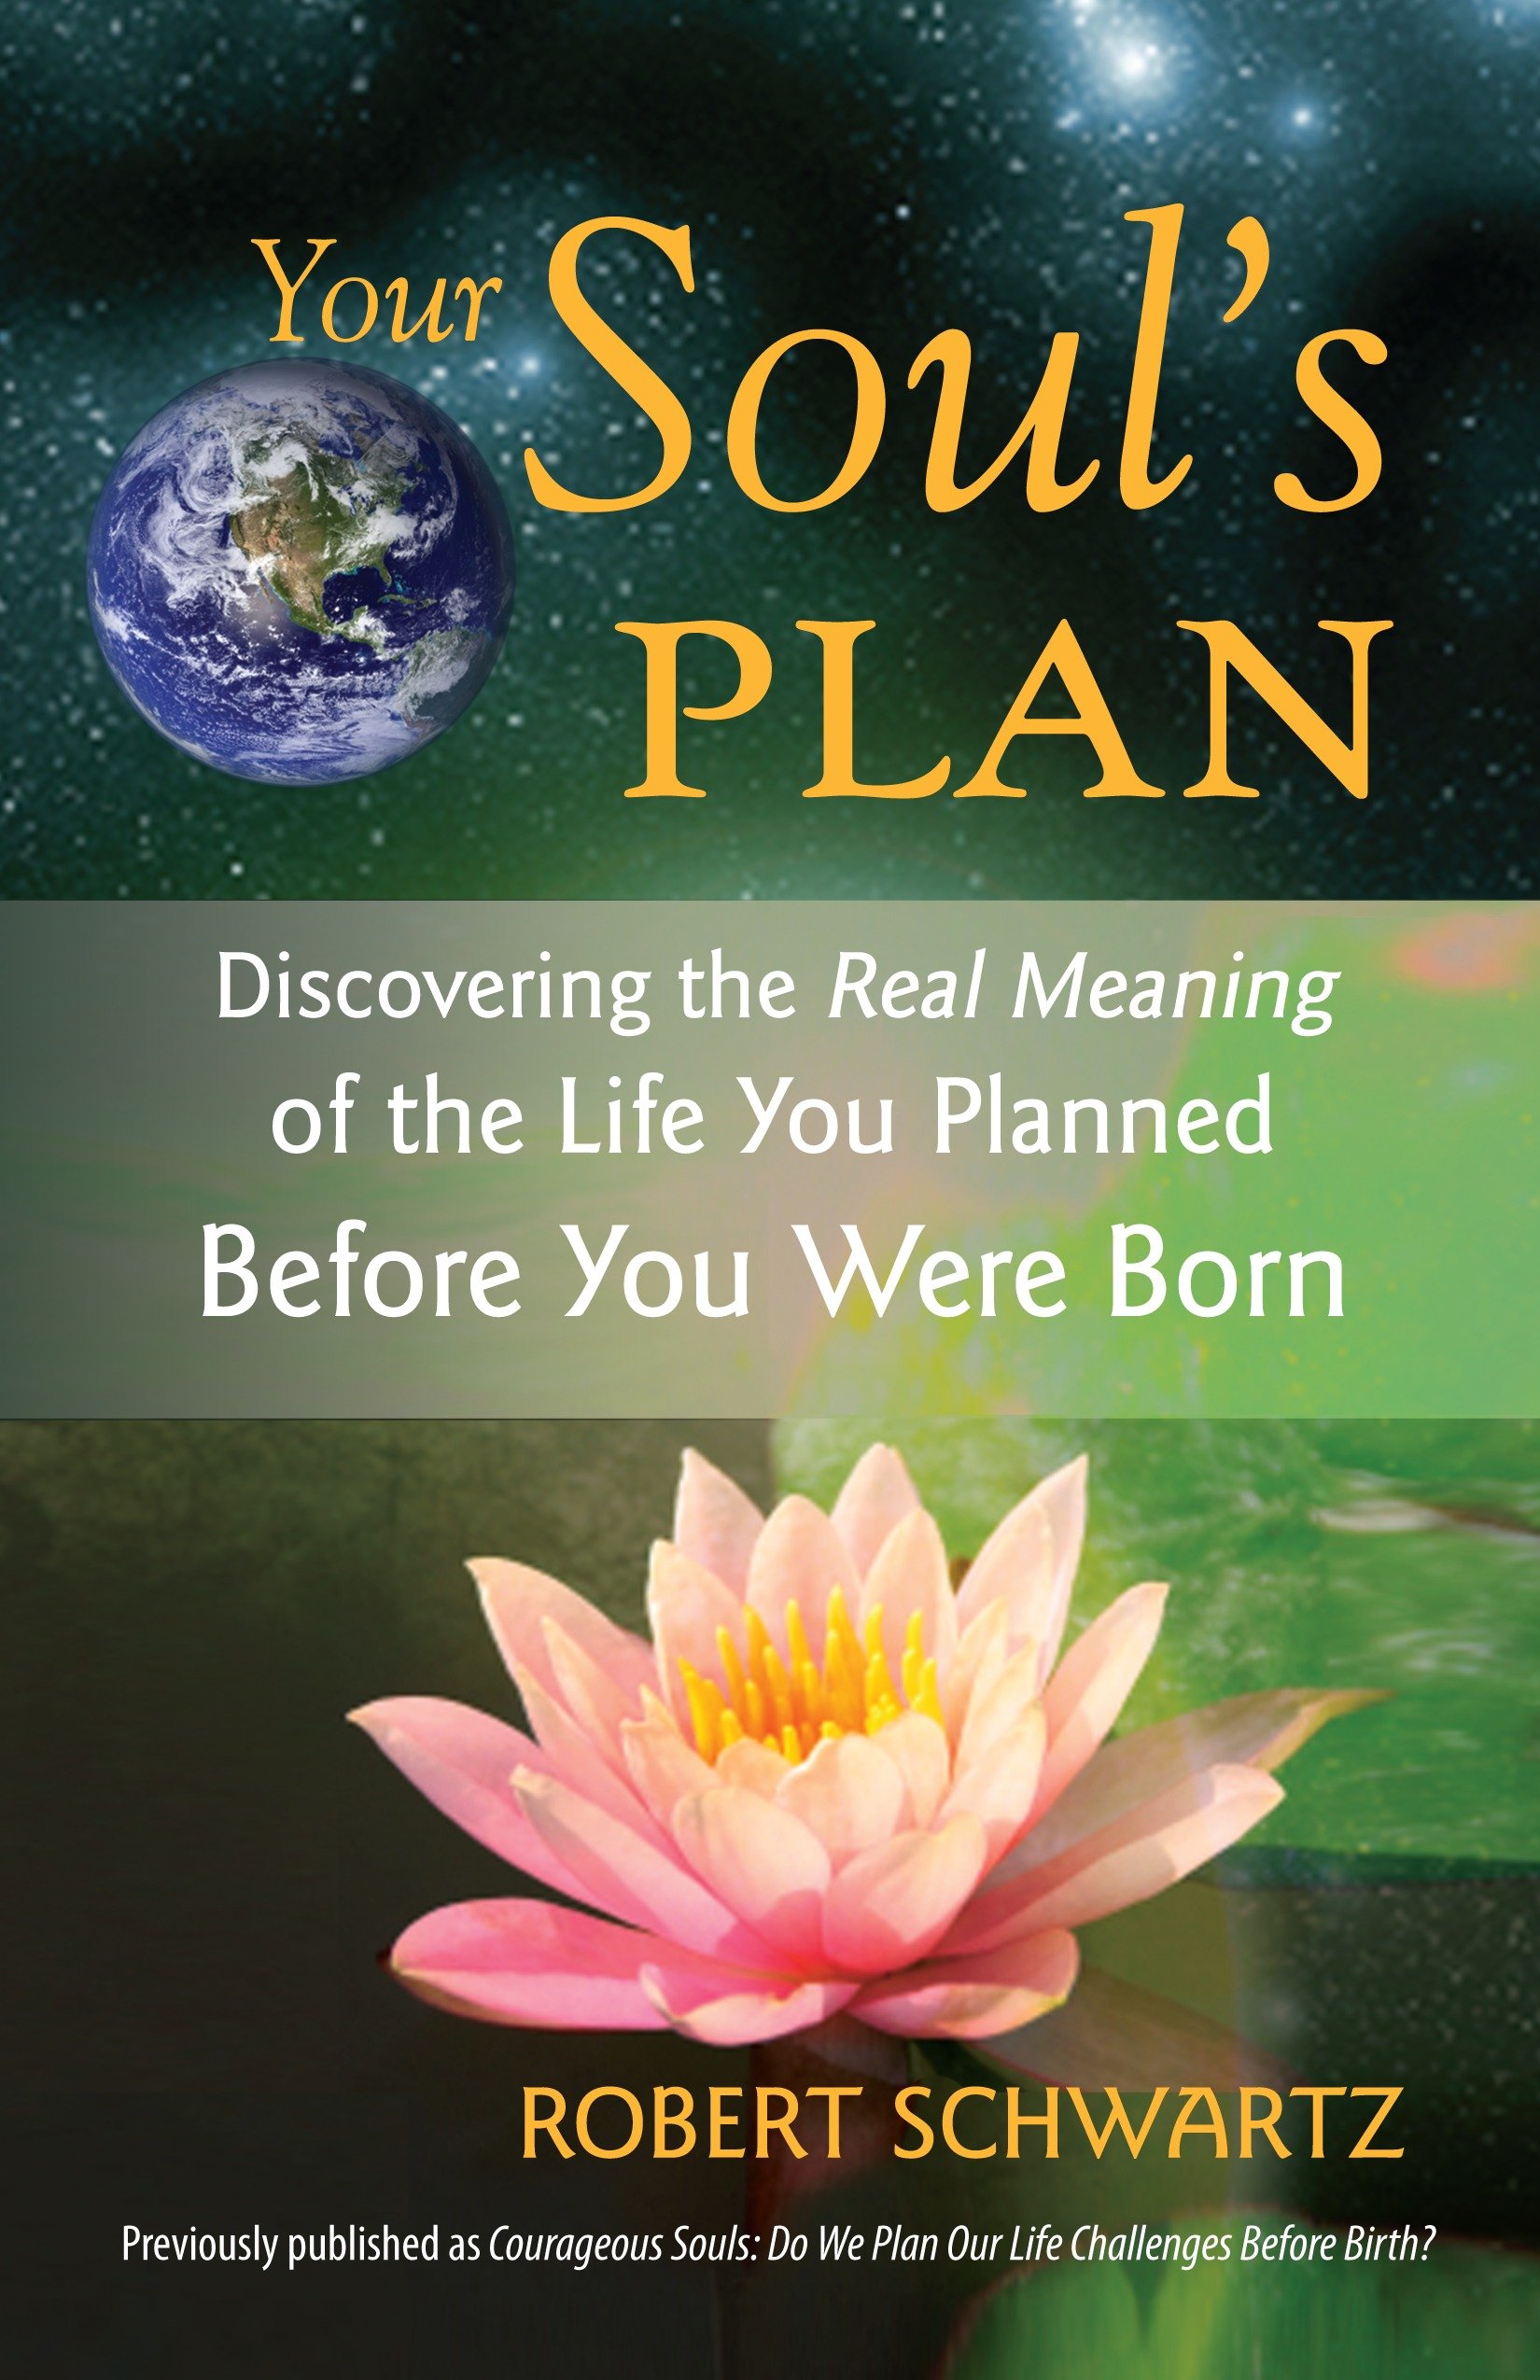 Your Soul's
PLAN
Discovering the Real Meaning
of the Life You Planned
Before You Were Born
ROBERT SCHWARTZ
Previously published as Courageous Souls: Do We Plan Our Life Challenges Before Birth?